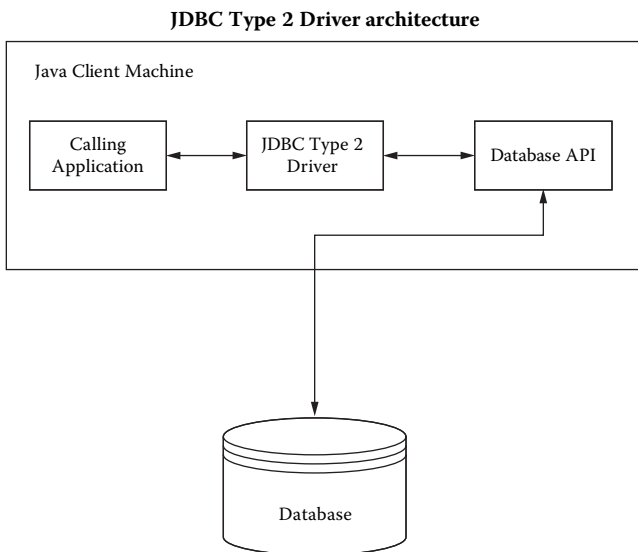 JDBC Type 2 Driver architecture
Java Client Machine
Calling
Application
JDBC Type 2
Driver
Database API
Database